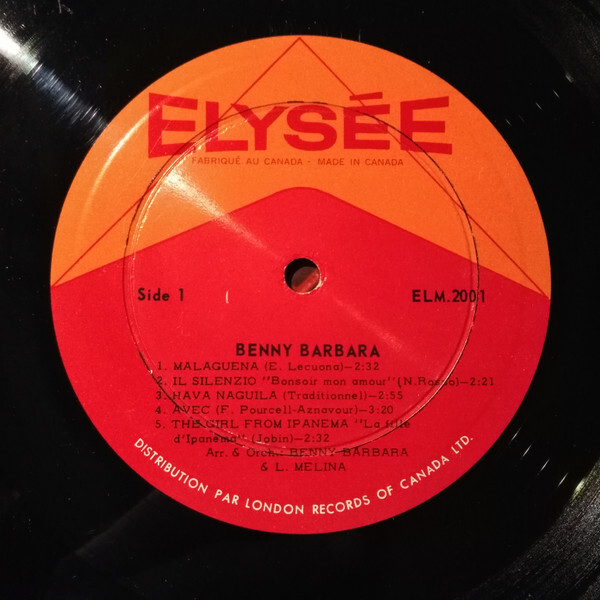 ELYSÉE
FABRIQUÉ AU CANADA - MADE IN CANADA
Side 1
ELM.2001
BENNY BARBARA
1. MALAGUENA (E. Lecuona)—2:32
2. IL SILENZIO "Bonsoir mon amour" (N.Rosso)—2:21
3. HAVA NAGUILA (Traditionnel)—2:55
4. AVEC (F. Pourcell-Aznavour)—3:20
5. THE GIRL FROM IPANEMA "La fille
d'Ipanema" (Jobin)—2:32
Arr. & Orch: BENNY BARBARA
& L. MELINA
DISTRIBUTION PAR LONDON RECORDS OF CANADA LTD.